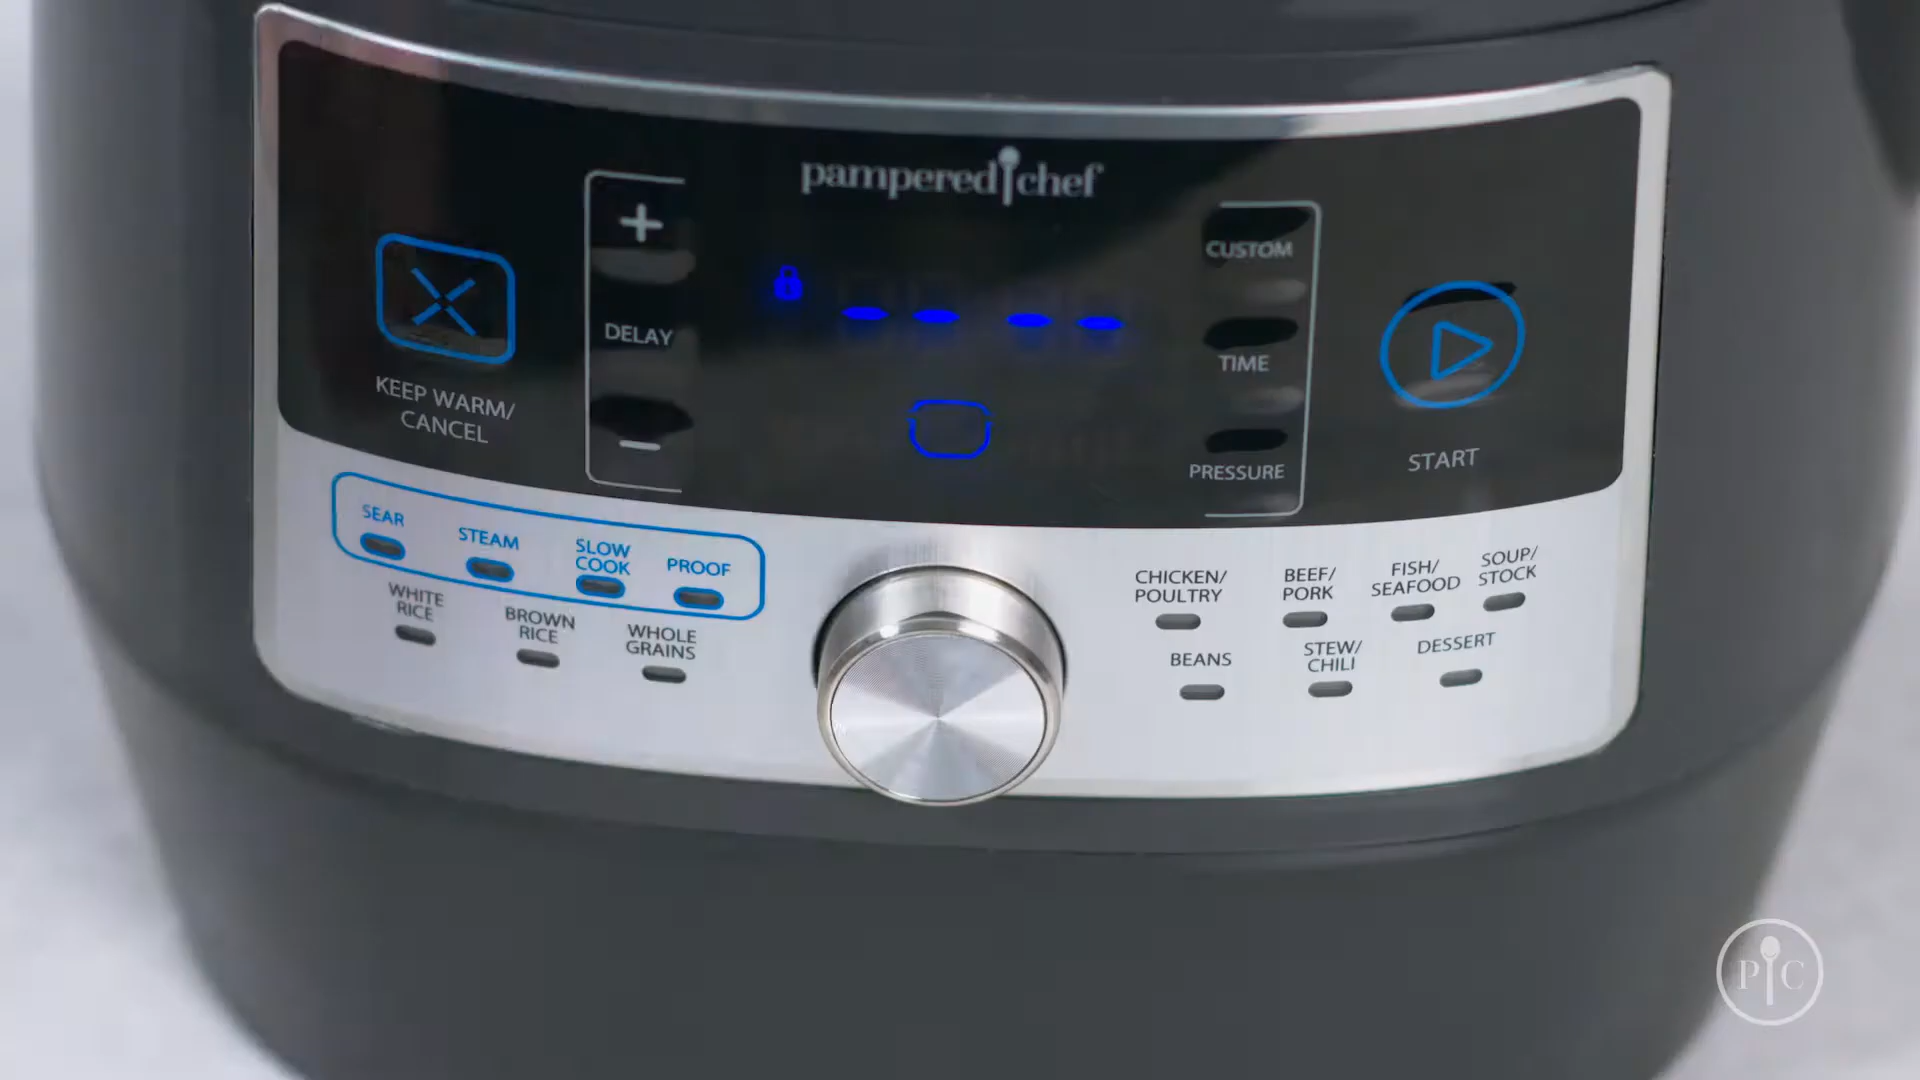 pampered chef
+
DELAY
−
CUSTOM
TIME
PRESSURE
KEEP WARM/
CANCEL
START
SEAR
STEAM
SLOW
COOK
PROOF
WHITE
RICE
BROWN
RICE
WHOLE
GRAINS
CHICKEN/
POULTRY
BEEF/
PORK
FISH/
SEAFOOD
SOUP/
STOCK
BEANS
STEW/
CHILI
DESSERT
P C